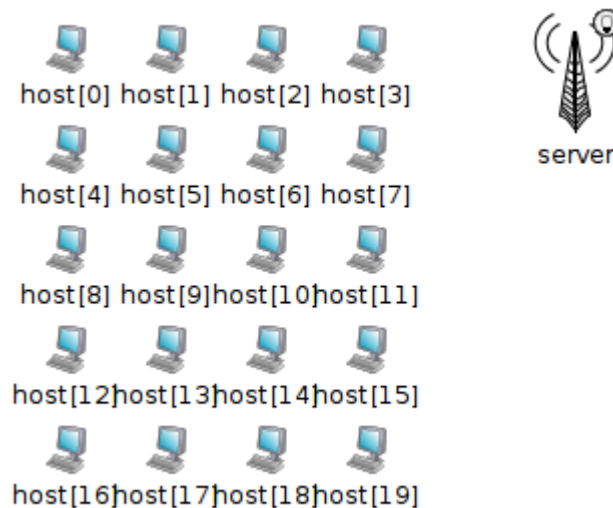 host[0] host[1] host[2] host[3]
server
host[4] host[5] host[6] host[7]
host[8] host[9] host[10] host[11]
host[12] host[13] host[14] host[15]
host[16] host[17] host[18] host[19]